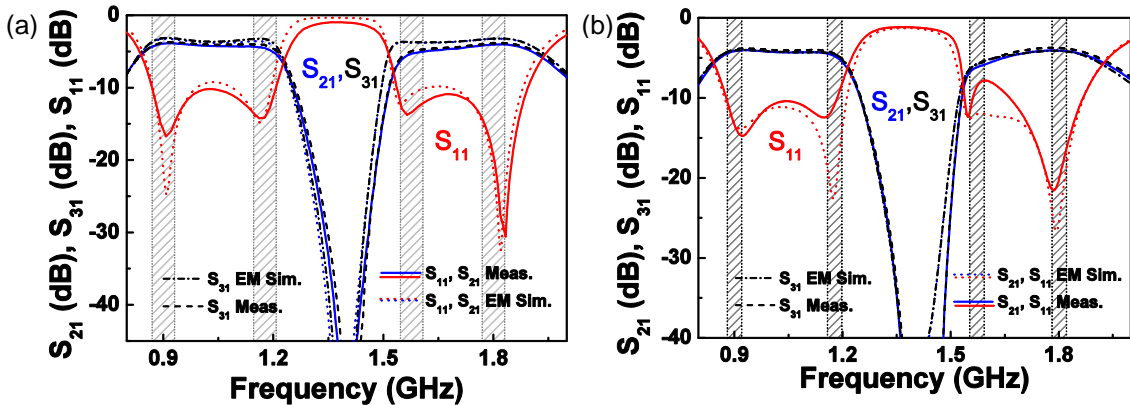 (a)
S21 (dB), S31 (dB), S11 (dB)
0
-10
-20
-30
-40
S21,S31
S11
S31 EM Sim.
S31 Meas.
S11, S21 Meas.
S11, S21 EM Sim.
0.9 1.2 1.5 1.8
Frequency (GHz)
(b)
S21 (dB), S31 (dB), S11 (dB)
0
-10
-20
-30
-40
S21,S31
S11
S31 EM Sim.
S31 Meas.
S21, S11 EM Sim.
S21, S11 Meas.
0.9 1.2 1.5 1.8
Frequency (GHz)